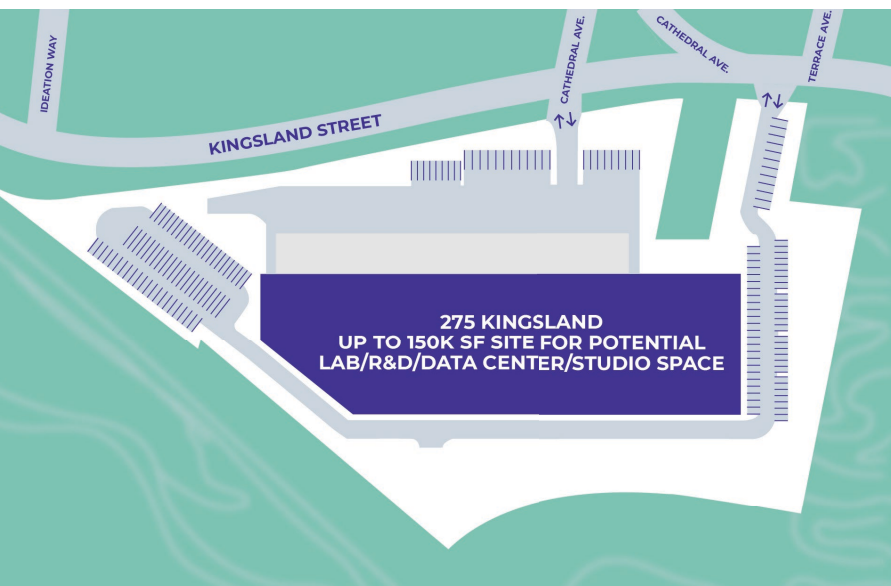 IDEATION WAY
CATHEDRAL AVE.
CATHEDRAL AVE.
TERRACE AVE.
KINGSLAND STREET
275 KINGSLAND
UP TO 150K SF SITE FOR POTENTIAL
LAB/R&D/DATA CENTER/STUDIO SPACE